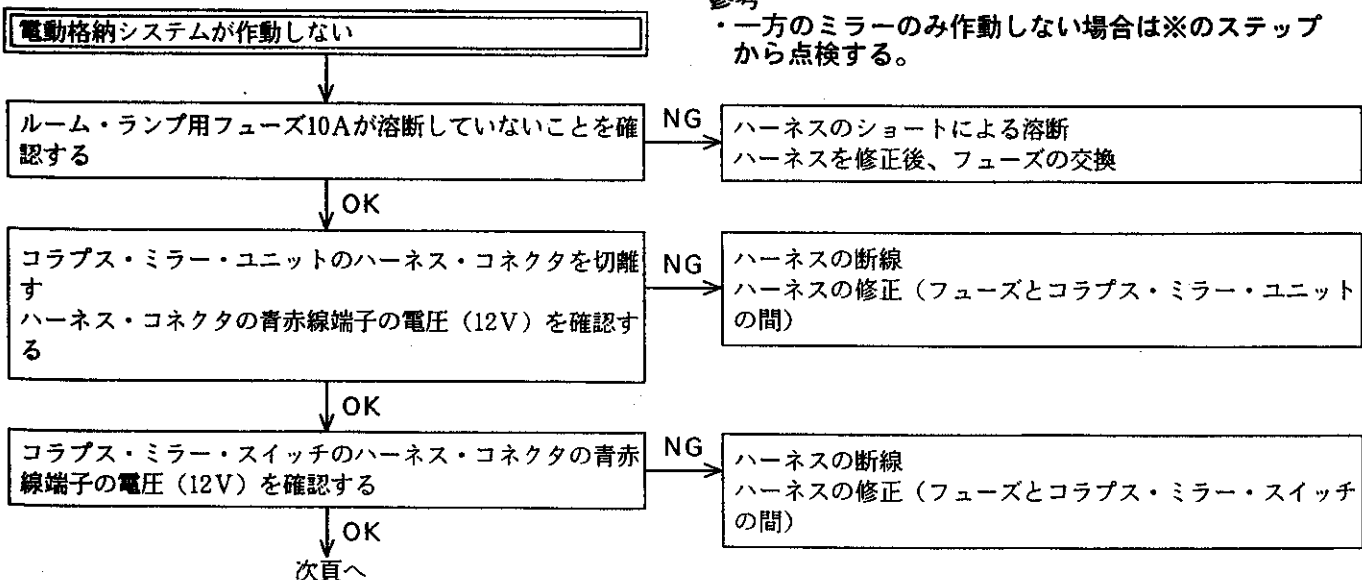 参考
電動格納システムが作動しない
・一方のミラーのみ作動しない場合は※のステップ
から点検する。
ルーム・ランプ用フューズ10Aが溶断していないことを確
認する
NG
ハーネスのショートによる溶断
ハーネスを修正後、フューズの交換
OK
コラプス・ミラー・ユニットのハーネス・コネクタを切離
す
ハーネス・コネクタの青赤線端子の電圧（12V）を確認す
る
NG
ハーネスの断線
ハーネスの修正（フューズとコラプス・ミラー・ユニット
の間）
OK
コラプス・ミラー・スイッチのハーネス・コネクタの青赤
線端子の電圧（12V）を確認する
NG
ハーネスの断線
ハーネスの修正（フューズとコラプス・ミラー・スイッチ
の間）
OK
次頁へ